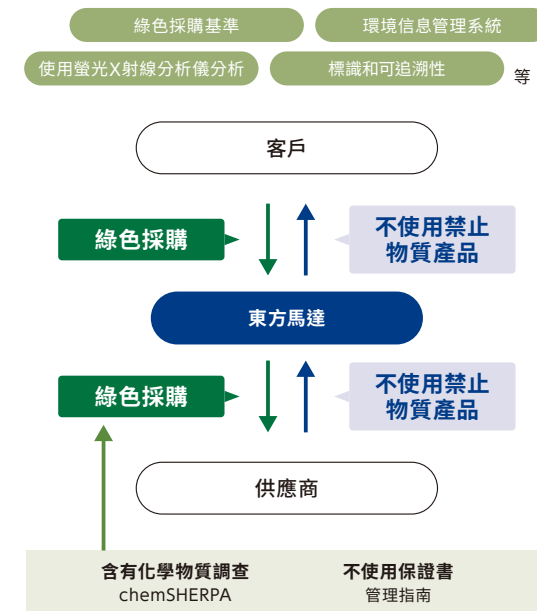 綠色採購基準
環境信息管理系統
使用螢光X射線分析儀分析
標識和可追溯性
等
客戶
綠色採購
不使用禁止
物質產品
東方馬達
綠色採購
不使用禁止
物質產品
供應商
含有化學物質調查
chemSHERPA
不使用保證書
管理指南